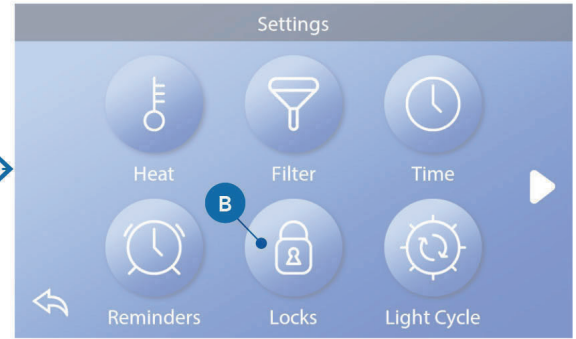 Settings
Heat
Filter
Time
B
Reminders
Locks
Light Cycle